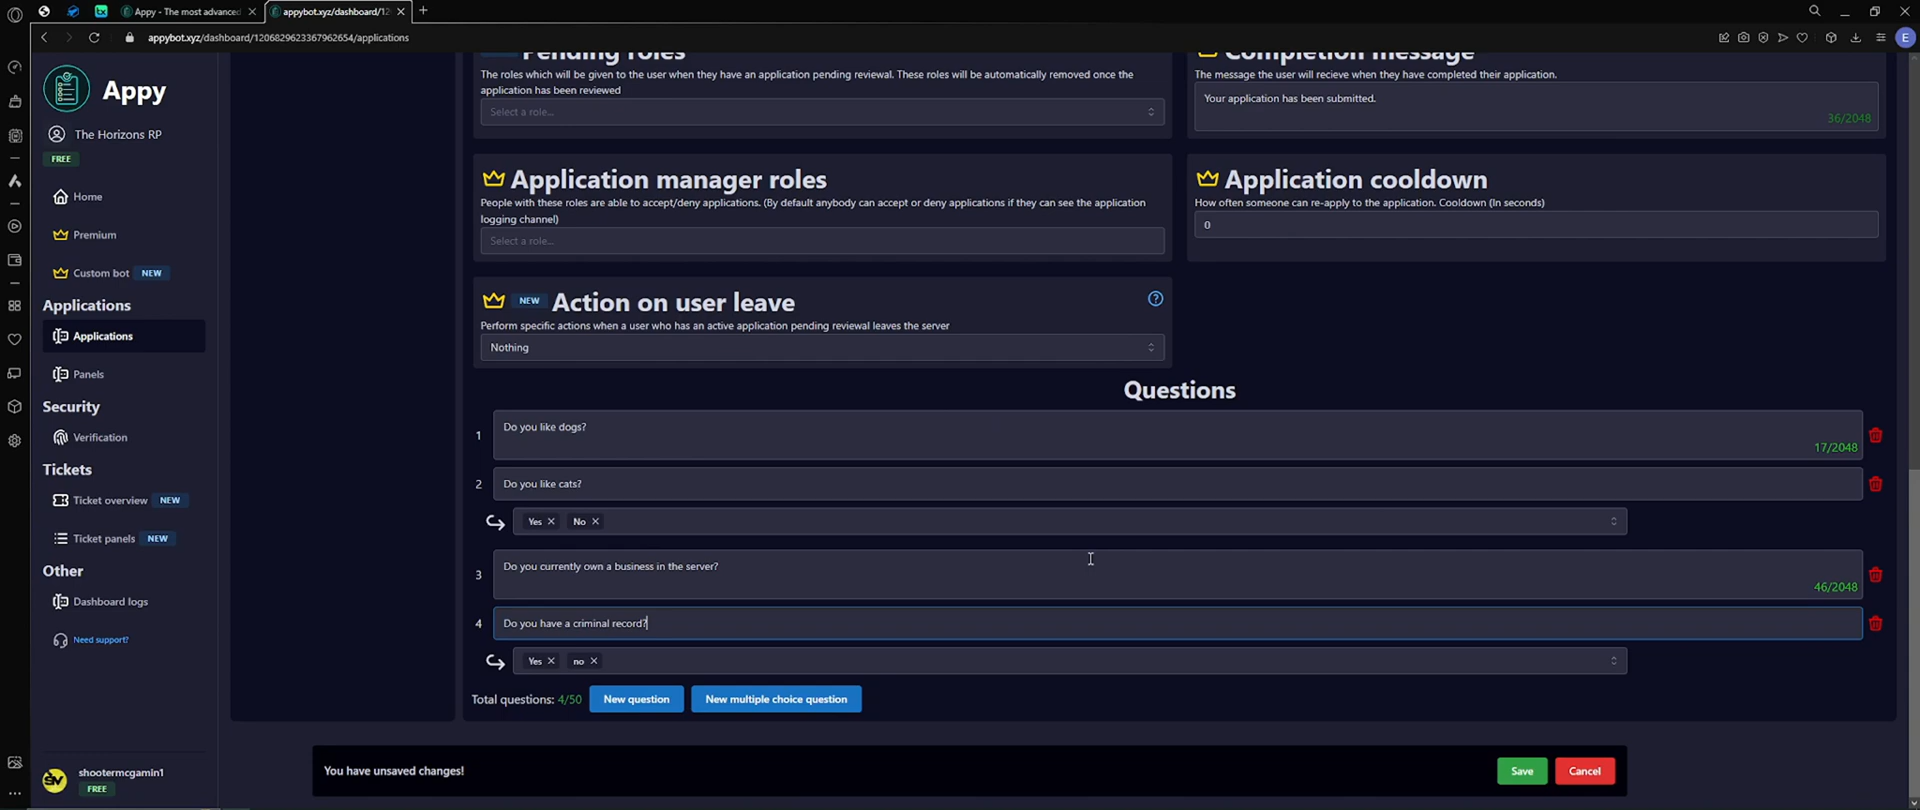 Appy - The most advanced
appybot.xyz/dashboard/12
appybot.xyz/dashboard/1206829623367962654/applications
E
Appy
The Horizons RP
FREE
Home
Premium
Custom bot NEW
Applications
Applications
Panels
Security
Verification
Tickets
Ticket overview NEW
Ticket panels NEW
Other
Dashboard logs
Need support?
shootermcgamin1
FREE
Pending roles
The roles which will be given to the user when they have an application pending reviewal. These roles will be automatically removed once the
application has been reviewed
Select a role...
Completion message
The message the user will recieve when they have completed their application.
Your application has been submitted.
36/2048
Application manager roles
People with these roles are able to accept/deny applications. (By default anybody can accept or deny applications if they can see the application
logging channel)
Select a role...
Application cooldown
How often someone can re-apply to the application. Cooldown (In seconds)
0
NEW Action on user leave
Perform specific actions when a user who has an active application pending reviewal leaves the server
Nothing
Questions
1 Do you like dogs?
17/2048
2 Do you like cats?
Yes No
3 Do you currently own a business in the server?
46/2048
4 Do you have a criminal record?
Yes no
Total questions: 4/50 New question New multiple choice question
You have unsaved changes! Save Cancel